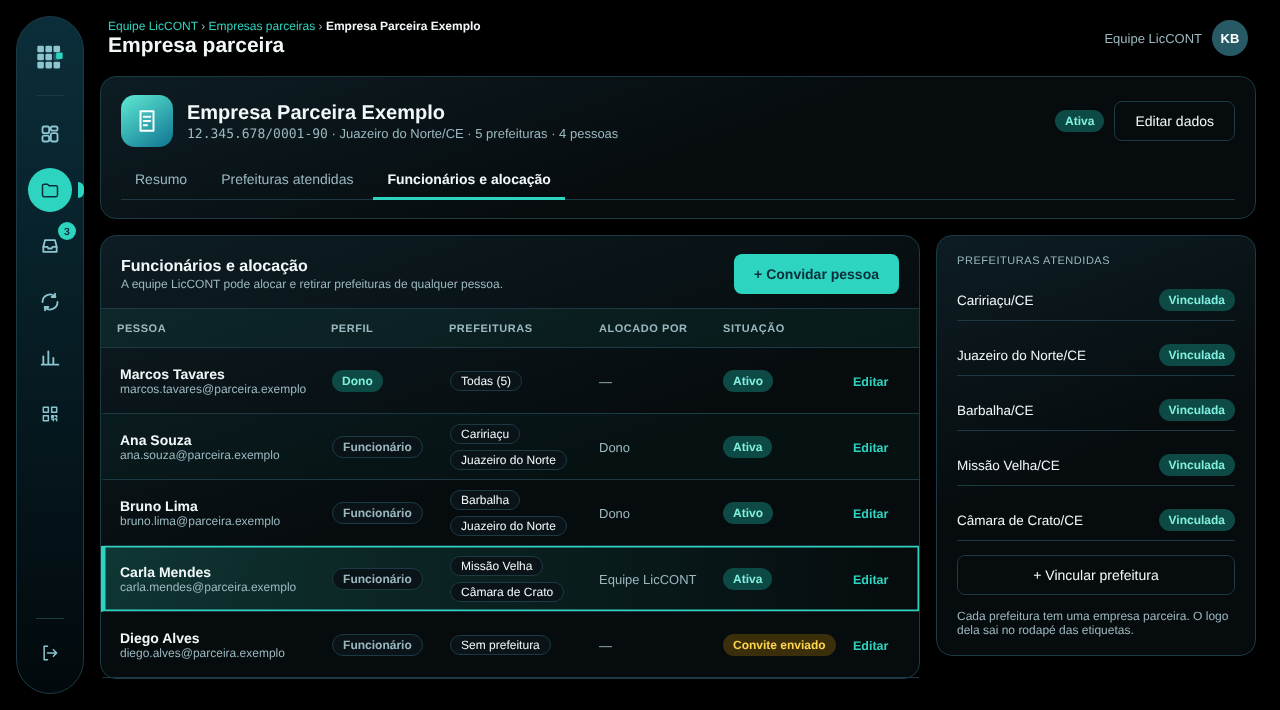 Equipe LicCONT › Empresas parceiras › Empresa Parceira Exemplo
Empresa parceira
Equipe LicCONT
KB
3
Empresa Parceira Exemplo
12.345.678/0001-90 · Juazeiro do Norte/CE · 5 prefeituras · 4 pessoas
Ativa
Editar dados
Resumo
Prefeituras atendidas
Funcionários e alocação
Funcionários e alocação
A equipe LicCONT pode alocar e retirar prefeituras de qualquer pessoa.
+ Convidar pessoa
PESSOA
PERFIL
PREFEITURAS
ALOCADO POR
SITUAÇÃO
Marcos Tavares
marcos.tavares@parceira.exemplo
Dono
Todas (5)
—
Ativo
Editar
Ana Souza
ana.souza@parceira.exemplo
Funcionário
Caririaçu
Juazeiro do Norte
Dono
Ativa
Editar
Bruno Lima
bruno.lima@parceira.exemplo
Funcionário
Barbalha
Juazeiro do Norte
Dono
Ativo
Editar
Carla Mendes
carla.mendes@parceira.exemplo
Funcionário
Missão Velha
Câmara de Crato
Equipe LicCONT
Ativa
Editar
Diego Alves
diego.alves@parceira.exemplo
Funcionário
Sem prefeitura
—
Convite enviado
Editar
PREFEITURAS ATENDIDAS
Caririaçu/CE
Vinculada
Juazeiro do Norte/CE
Vinculada
Barbalha/CE
Vinculada
Missão Velha/CE
Vinculada
Câmara de Crato/CE
Vinculada
+ Vincular prefeitura
Cada prefeitura tem uma empresa parceira. O logo
dela sai no rodapé das etiquetas.